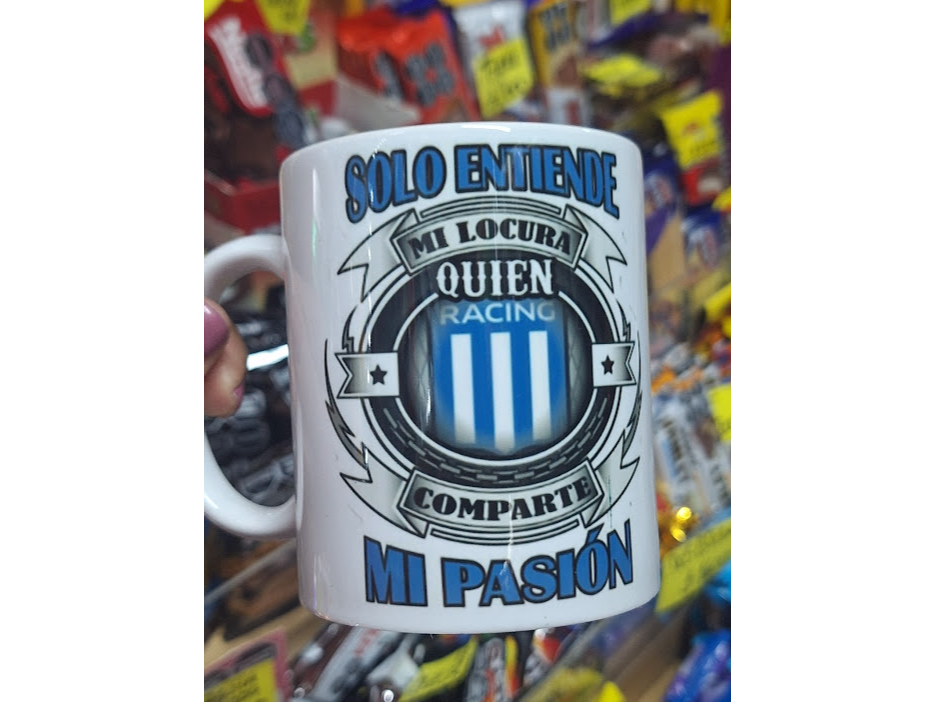 SOLO ENTIENDE
MI LOCURA
QUIEN
RACING
COMPARTE
MI PASIÓN